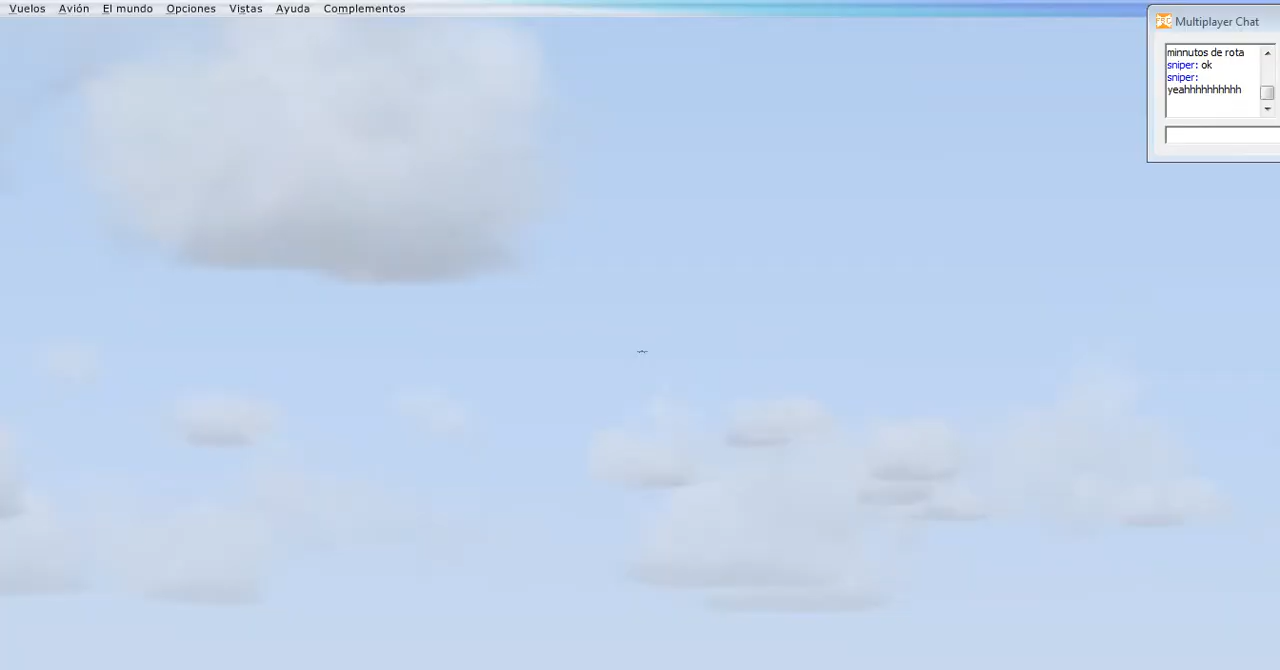 Vuelos Avión El mundo Opciones Vistas Ayuda Complementos
FSC Multiplayer Chat
minnutos de rota
sniper: ok
sniper:
yeahhhhhhhhhh